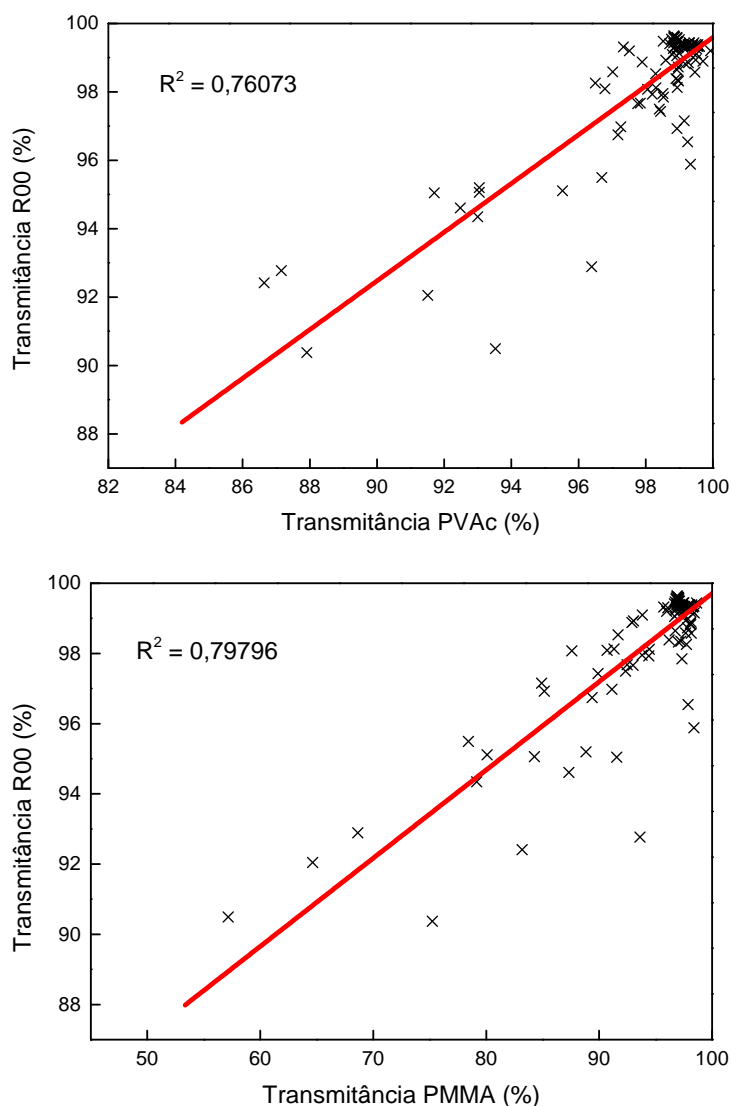 100
98
96
94
92
90
88
R² = 0,76073
Transmitância R00 (%)
82 84 86 88 90 92 94 96 98 100
Transmitância PVAc (%)
100
98
96
94
92
90
88
R² = 0,79796
Transmitância R00 (%)
50 60 70 80 90 100
Transmitância PMMA (%)